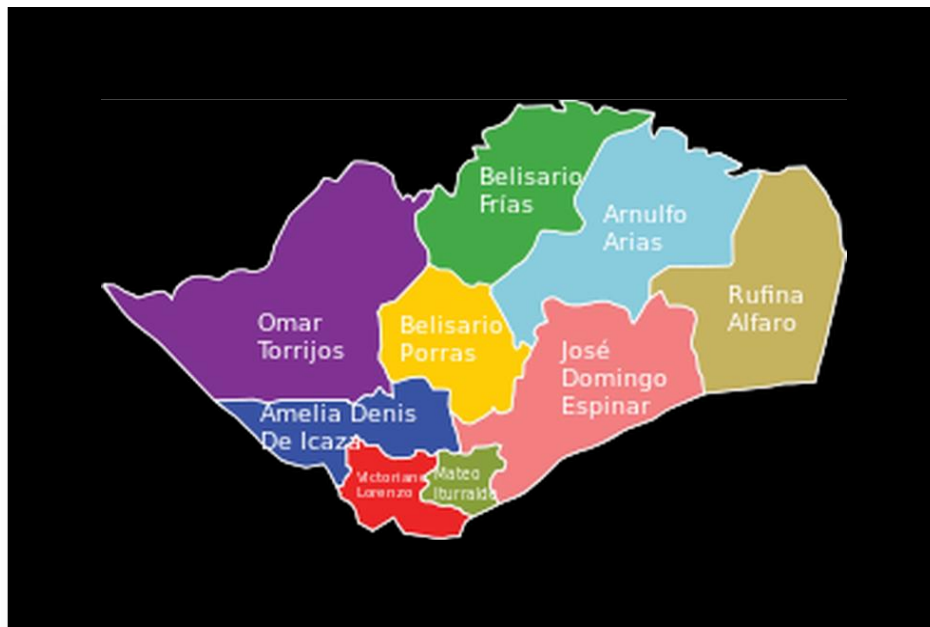 Belisario
Frías
Arnulfo
Arias
Rufina
Alfaro
Omar
Torrijos
Belisario
Porras
José
Domingo
Espinar
Amelia Denis
De Icaza
Victoriano
Lorenzo
Mateo
Iturralde